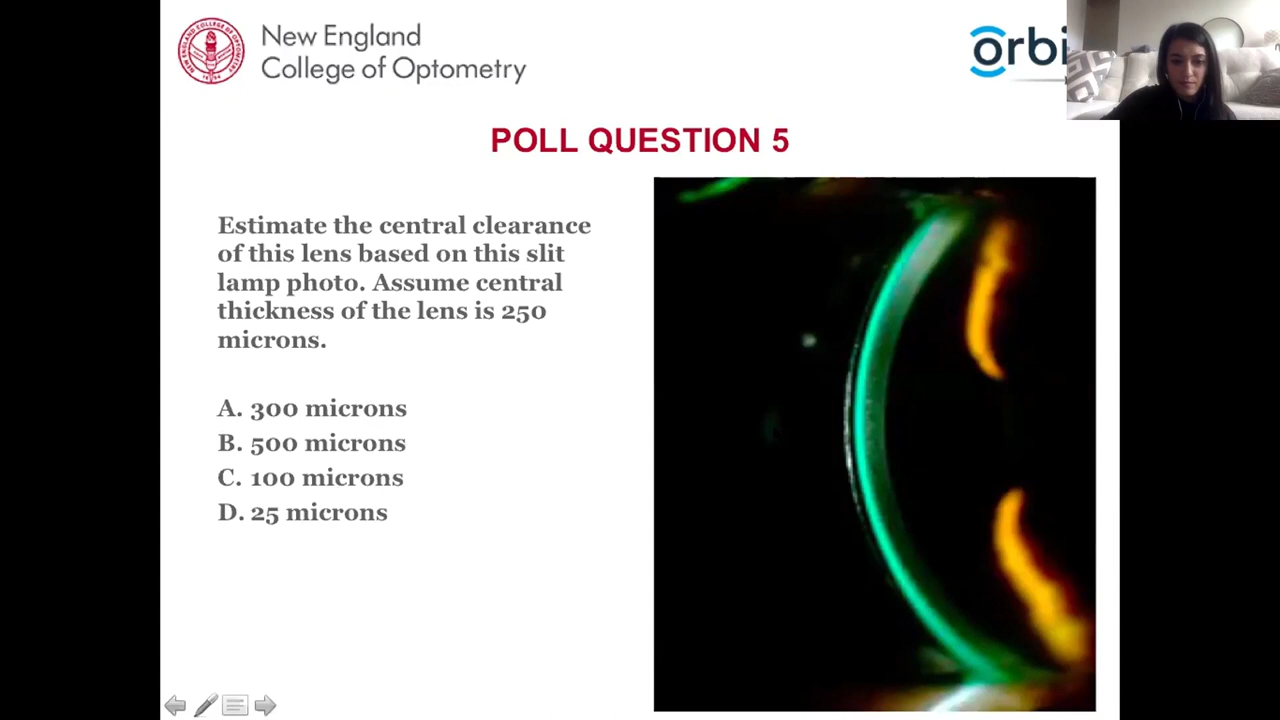 New England
College of Optometry
orbi
POLL QUESTION 5
Estimate the central clearance
of this lens based on this slit
lamp photo. Assume central
thickness of the lens is 250
microns.
A. 300 microns
B. 500 microns
C. 100 microns
D. 25 microns